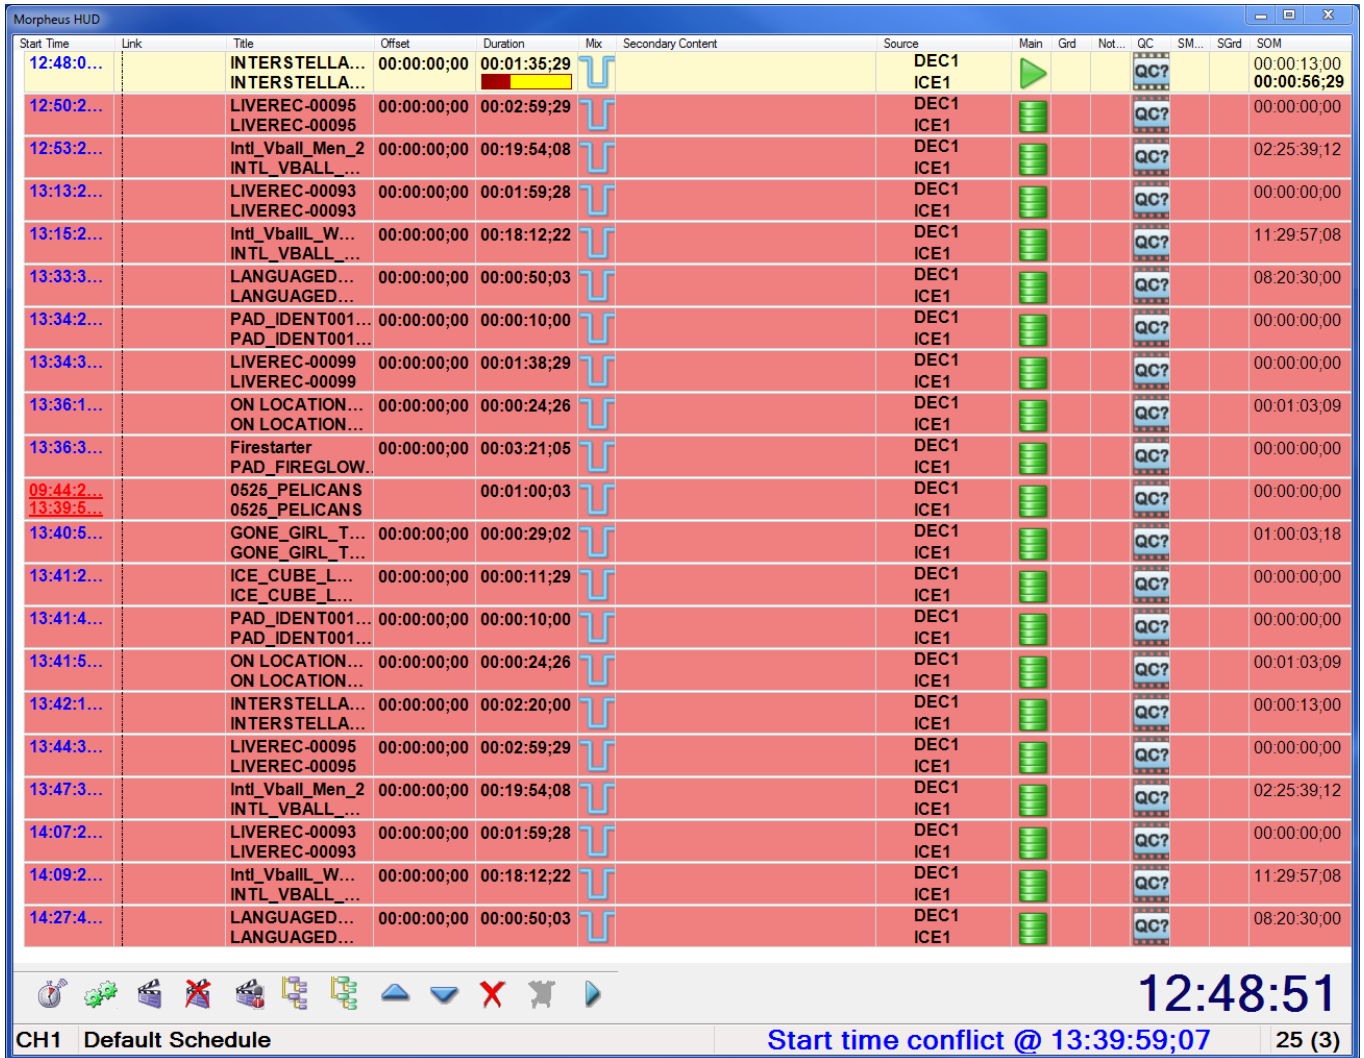 Morpheus HUD
Start Time Link Title Offset Duration Mix Secondary Content Source Main Grd Not... QC SM... SGrd SOM
12:48:0... INTERSTELLA... 00:00:00;00 00:01:35;29 DEC1 QC? 00:00:13;00
INTERSTELLA... ICE1 00:00:56;29
12:50:2... LIVEREC-00095 00:00:00;00 00:02:59;29 DEC1 QC? 00:00:00;00
LIVEREC-00095 ICE1
12:53:2... Intl_Vball_Men_2 00:00:00;00 00:19:54;08 DEC1 QC? 02:25:39;12
INTL_VBALL_... ICE1
13:13:2... LIVEREC-00093 00:00:00;00 00:01:59;28 DEC1 QC? 00:00:00;00
LIVEREC-00093 ICE1
13:15:2... Intl_VballL_W... 00:00:00;00 00:18:12;22 DEC1 QC? 11:29:57;08
INTL_VBALL_... ICE1
13:33:3... LANGUAGED... 00:00:00;00 00:00:50;03 DEC1 QC? 08:20:30;00
LANGUAGED... ICE1
13:34:2... PAD_IDENT001... 00:00:00;00 00:00:10;00 DEC1 QC? 00:00:00;00
PAD_IDENT001... ICE1
13:34:3... LIVEREC-00099 00:00:00;00 00:01:38;29 DEC1 QC? 00:00:00;00
LIVEREC-00099 ICE1
13:36:1... ON LOCATION... 00:00:00;00 00:00:24;26 DEC1 QC? 00:01:03;09
ON LOCATION... ICE1
13:36:3... Firestarter 00:00:00;00 00:03:21;05 DEC1 QC? 00:00:00;00
PAD_FIREGLOW.. ICE1
09:44:2... 0525_PELICANS 00:01:00;03 DEC1 QC? 00:00:00;00
13:39:5... 0525_PELICANS ICE1
13:40:5... GONE_GIRL_T... 00:00:00;00 00:00:29;02 DEC1 QC? 01:00:03;18
GONE_GIRL_T... ICE1
13:41:2... ICE_CUBE_L... 00:00:00;00 00:00:11;29 DEC1 QC? 00:00:00;00
ICE_CUBE_L... ICE1
13:41:4... PAD_IDENT001... 00:00:00;00 00:00:10;00 DEC1 QC? 00:00:00;00
PAD_IDENT001... ICE1
13:41:5... ON LOCATION... 00:00:00;00 00:00:24;26 DEC1 QC? 00:01:03;09
ON LOCATION... ICE1
13:42:1... INTERSTELLA... 00:00:00;00 00:02:20;00 DEC1 QC? 00:00:13;00
INTERSTELLA... ICE1
13:44:3... LIVEREC-00095 00:00:00;00 00:02:59;29 DEC1 QC? 00:00:00;00
LIVEREC-00095 ICE1
13:47:3... Intl_Vball_Men_2 00:00:00;00 00:19:54;08 DEC1 QC? 02:25:39;12
INTL_VBALL_... ICE1
14:07:2... LIVEREC-00093 00:00:00;00 00:01:59;28 DEC1 QC? 00:00:00;00
LIVEREC-00093 ICE1
14:09:2... Intl_VballL_W... 00:00:00;00 00:18:12;22 DEC1 QC? 11:29:57;08
INTL_VBALL_... ICE1
14:27:4... LANGUAGED... 00:00:00;00 00:00:50;03 DEC1 QC? 08:20:30;00
LANGUAGED... ICE1
12:48:51
CH1 Default Schedule Start time conflict @ 13:39:59;07 25 (3)